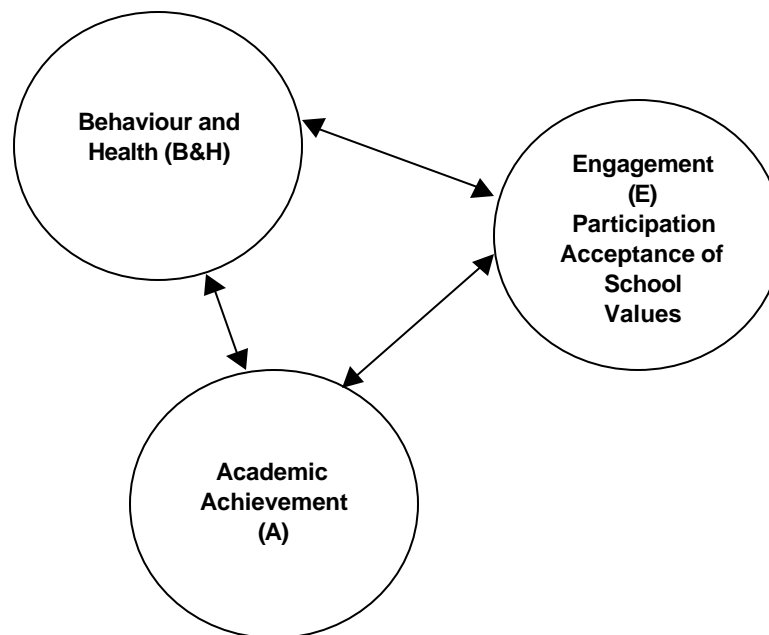 Behaviour and
Health (B&H)
Engagement
(E)
Participation
Acceptance of
School
Values
Academic
Achievement
(A)